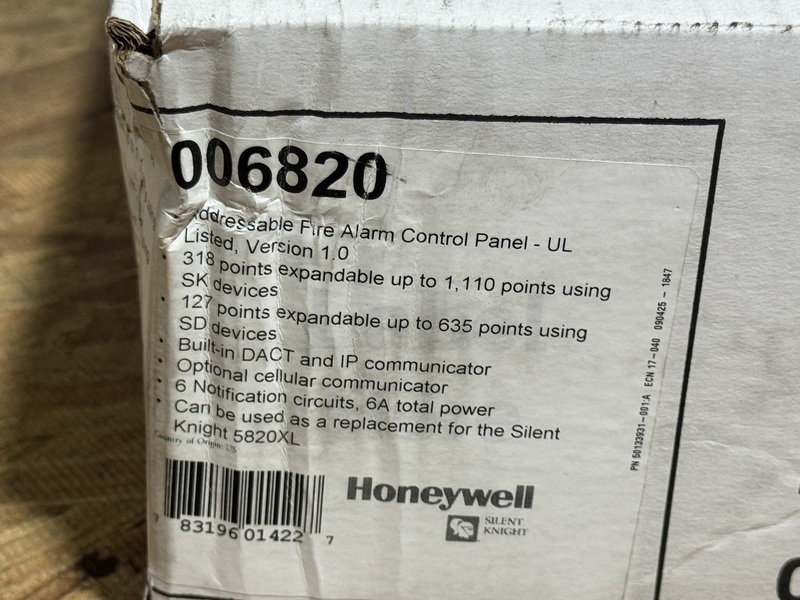 006820
Addressable Fire Alarm Control Panel - UL
Listed, Version 1.0
318 points expandable up to 1,110 points using
SK devices
127 points expandable up to 635 points using
SD devices
Built-in DACT and IP communicator
Optional cellular communicator
6 Notification circuits, 6A total power
Can be used as a replacement for the Silent
Knight 5820XL
Country of Origin: US
7 83196 01422 7
Honeywell
SILENT
KNIGHT
PN 50133931-001:A ECN 17-040 090425 - 1847